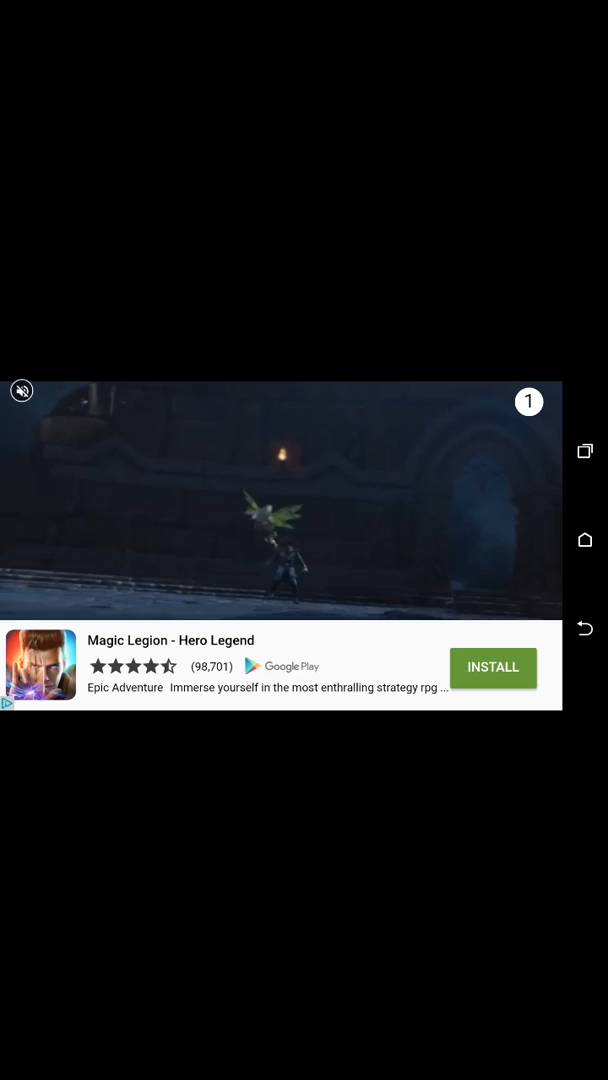 1
Magic Legion - Hero Legend
(98,701) Google Play
Epic Adventure Immerse yourself in the most enthralling strategy rpg ...
INSTALL